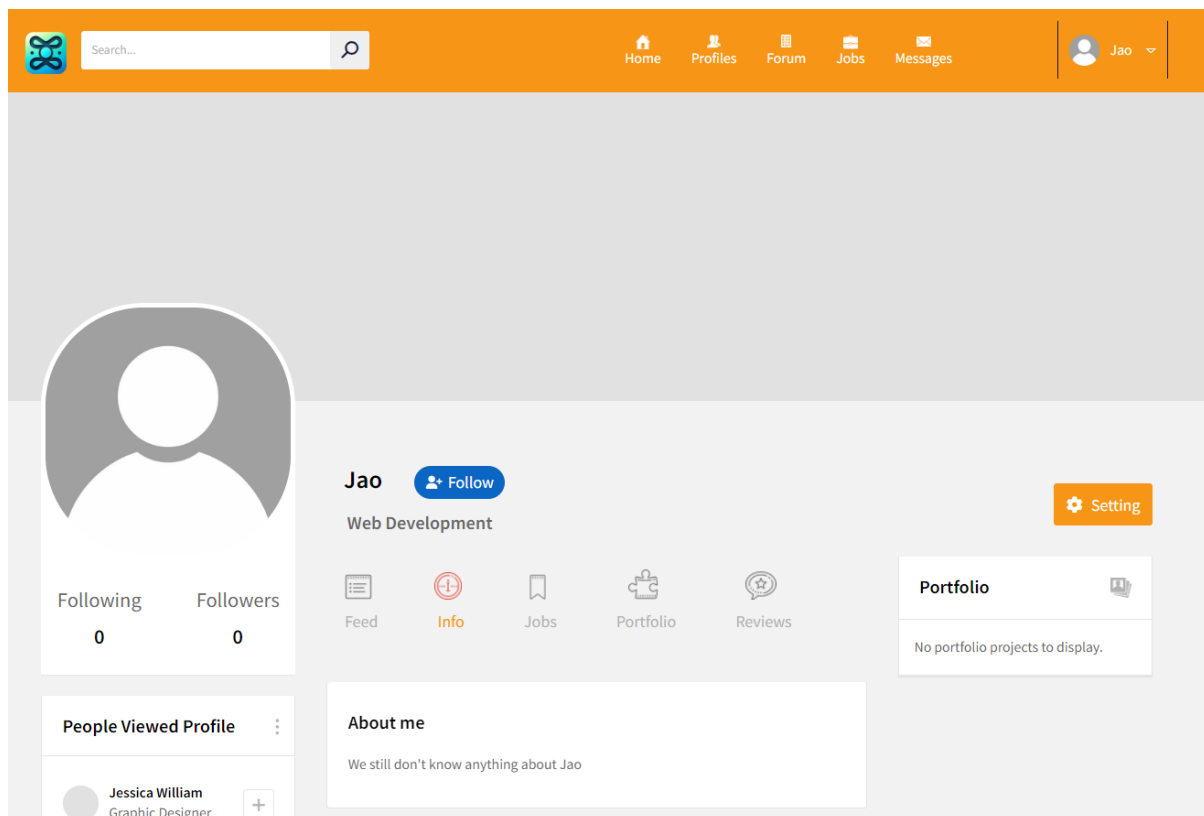 Search...
Home
Profiles
Forum
Jobs
Messages
Jao
Jao
Follow
Web Development
Setting
Following
Followers
0
0
Feed
Info
Jobs
Portfolio
Reviews
Portfolio
No portfolio projects to display.
People Viewed Profile
Jessica William
Graphic Designer
About me
We still don't know anything about Jao